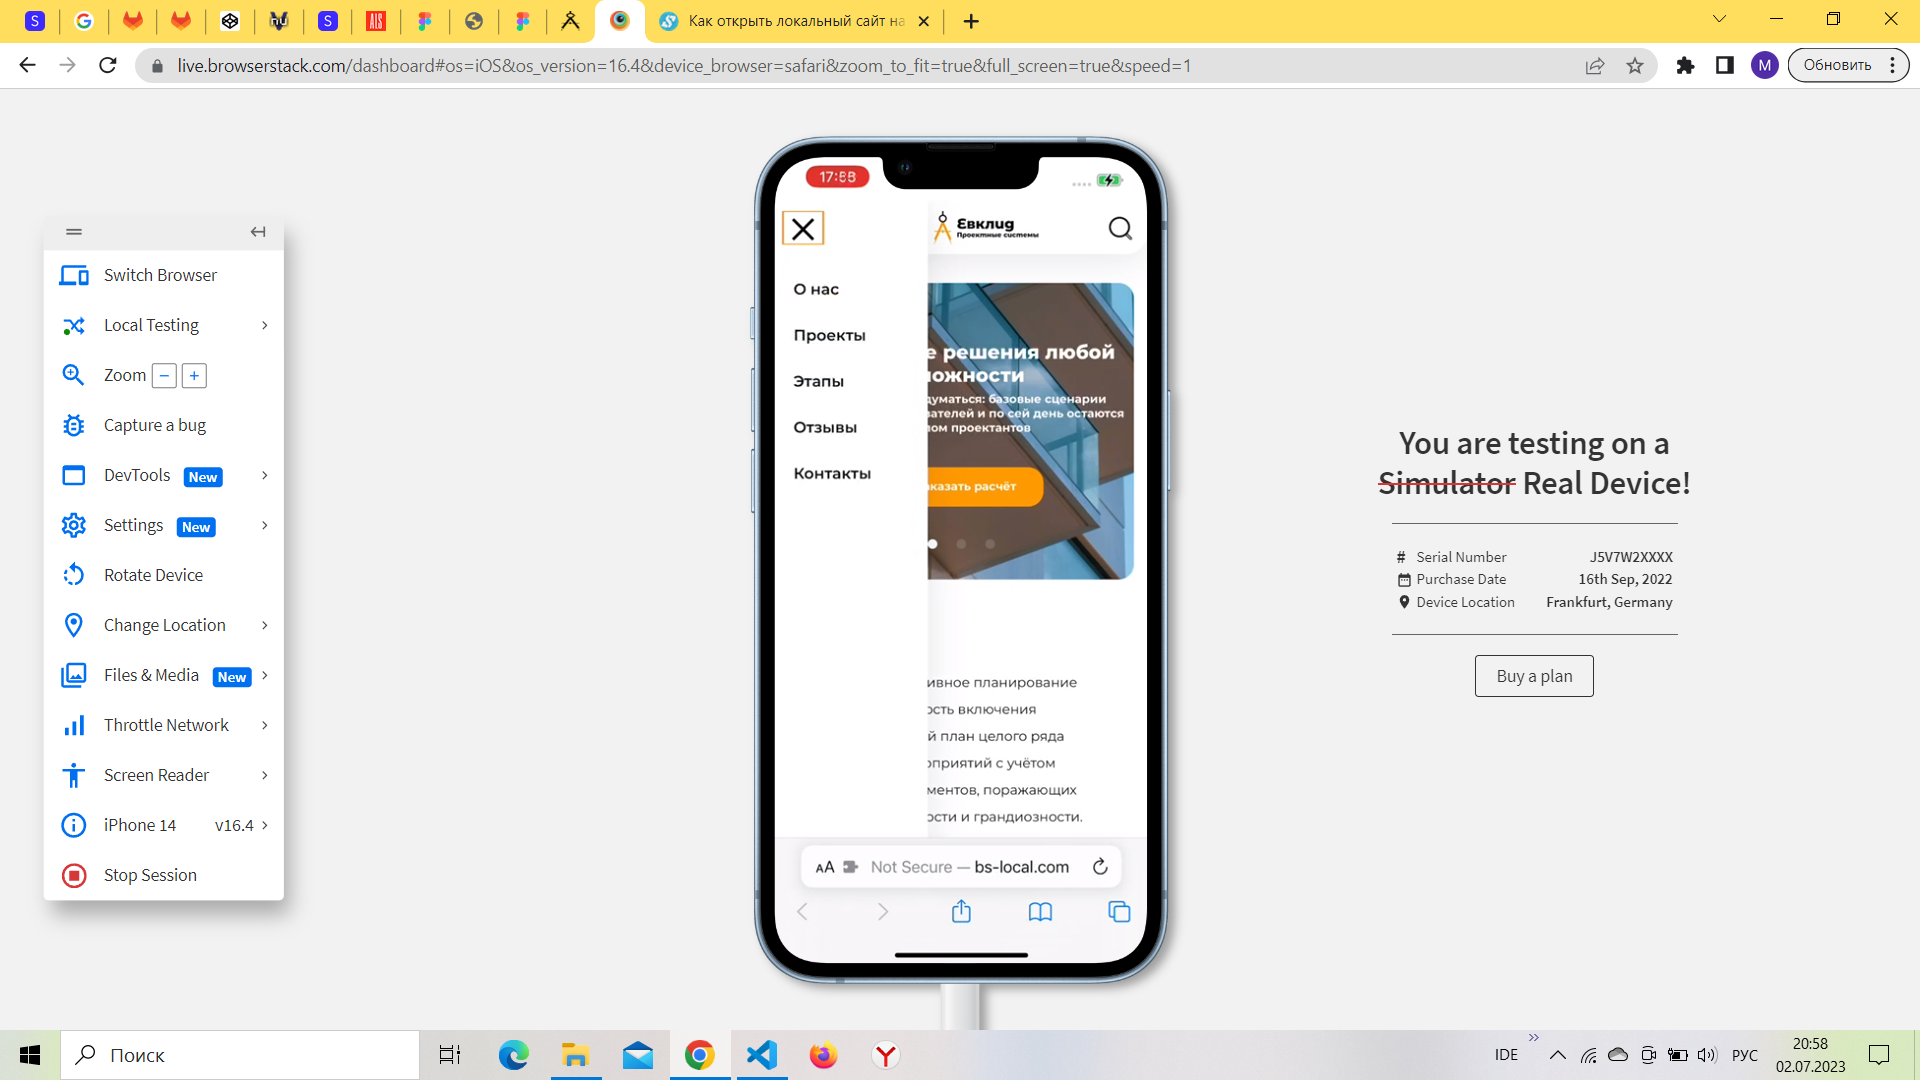 S
G
AIS
Как открыть локальный сайт на
live.browserstack.com/dashboard#os=iOS&os_version=16.4&device_browser=safari&zoom_to_fit=true&full_screen=true&speed=1
M
Обновить
Switch Browser
Local Testing
Zoom
Capture a bug
DevTools New
Settings New
Rotate Device
Change Location
Files & Media New
Throttle Network
Screen Reader
iPhone 14 v16.4
Stop Session
Евклид
Проектные системы
О нас
Проекты
Этапы
Отзывы
Контакты
е решения любой
ожности
думаться: базовые сценарии
вателей и по сей день остаются
лом проектантов
аказать расчёт
ивное планирование
ость включения
й план целого ряда
оприятий с учётом
ментов, поражающих
ости и грандиозности.
AA Not Secure — bs-local.com
You are testing on a
Simulator Real Device!
# Serial Number J5V7W2XXXX
Purchase Date 16th Sep, 2022
Device Location Frankfurt, Germany
Buy a plan
Поиск
IDE
РУС
20:58
02.07.2023